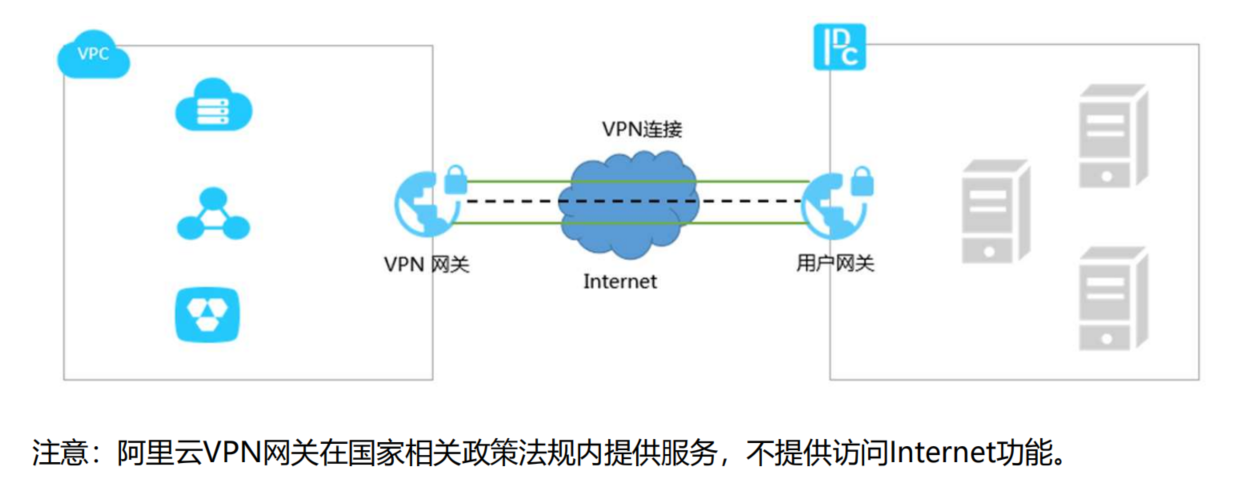 VPC
IDC
VPN连接
VPN 网关
用户网关
Internet
注意：阿里云VPN网关在国家相关政策法规内提供服务，不提供访问Internet功能。